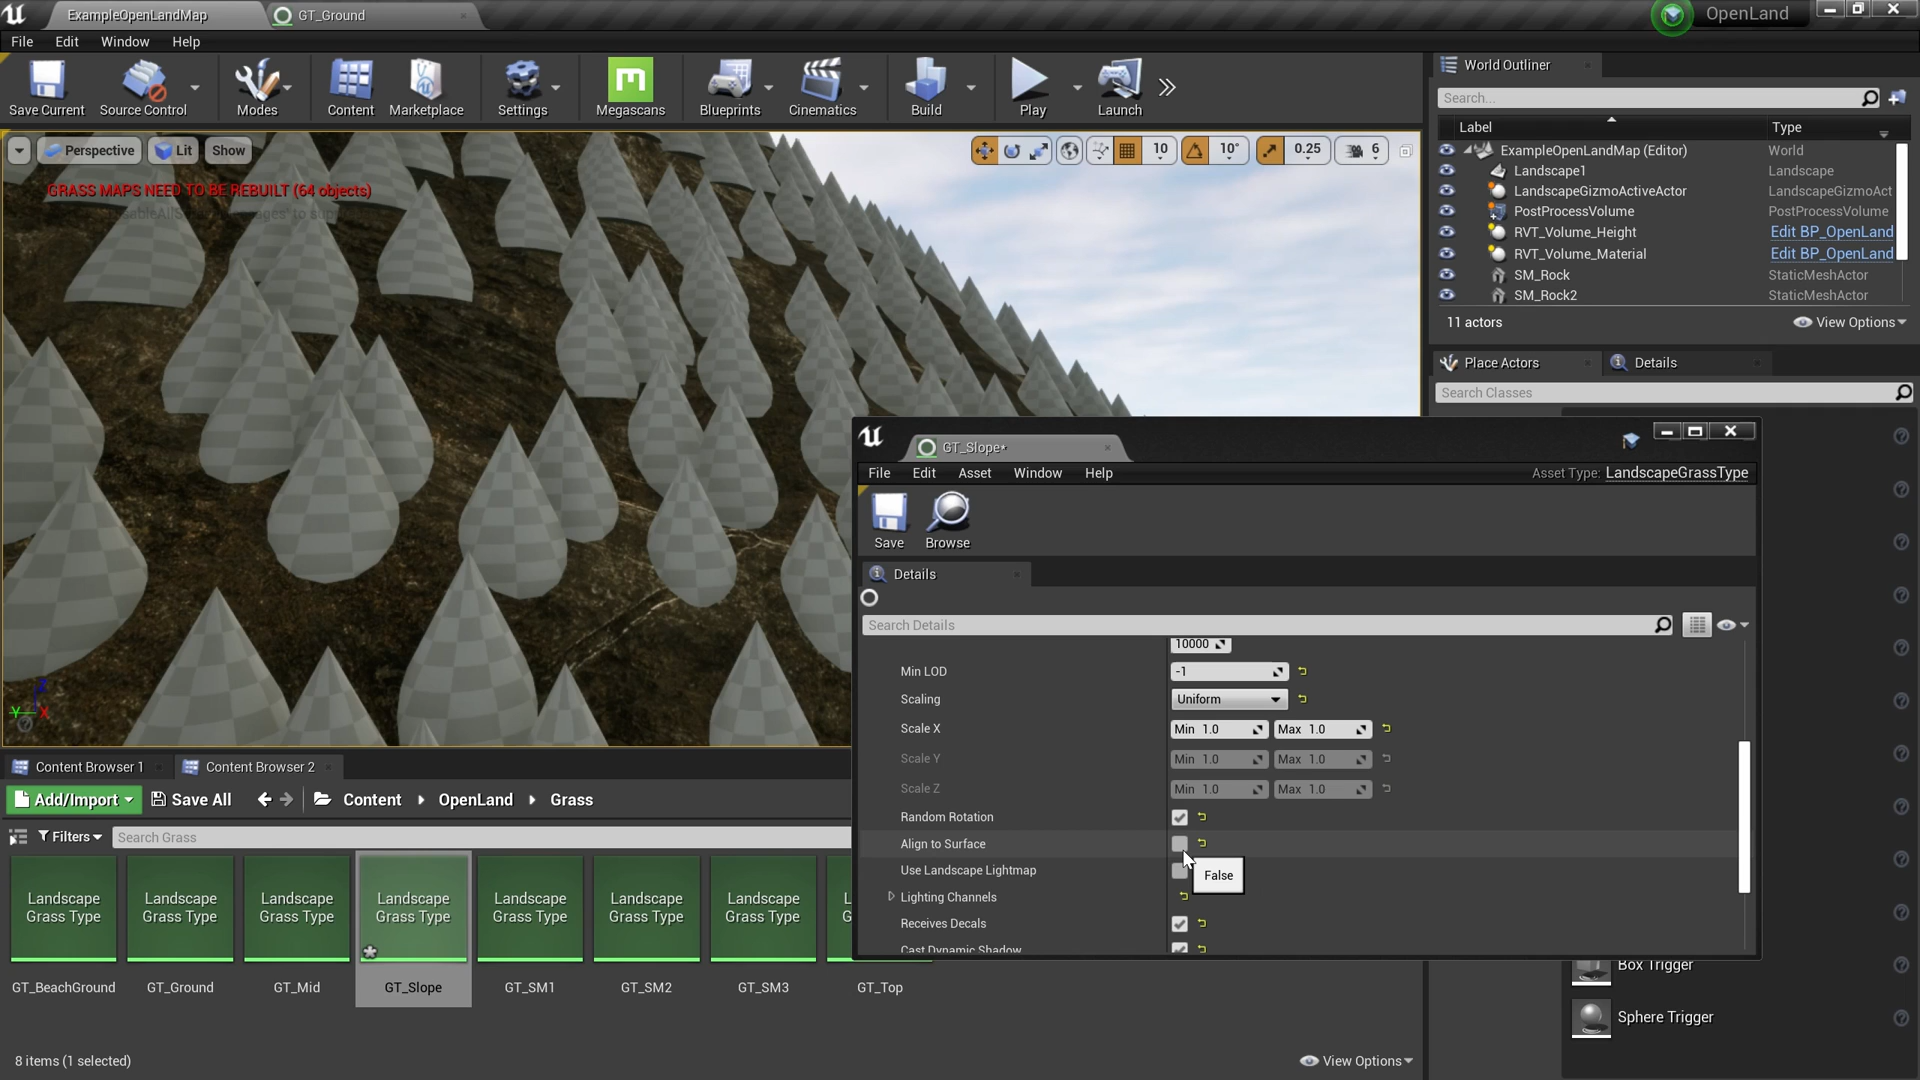 ExampleOpenLandMap
GT_Ground
OpenLand
File Edit Window Help
Save Current
Source Control
Modes
Content
Marketplace
Settings
Megascans
Blueprints
Cinematics
Build
Play
Launch
World Outliner
Search...
Label Type
ExampleOpenLandMap (Editor) World
Landscape1 Landscape
LandscapeGizmoActiveActor LandscapeGizmoAct
PostProcessVolume PostProcessVolume
RVT_Volume_Height Edit BP_OpenLand
RVT_Volume_Material Edit BP_OpenLand
SM_Rock StaticMeshActor
SM_Rock2 StaticMeshActor
11 actors
View Options
Place Actors
Details
Search Classes
Perspective
Lit
Show
10 10° 0.25 6
GRASS MAPS NEED TO BE REBUILT (64 objects)
GT_Slope*
File Edit Asset Window Help
Asset Type: LandscapeGrassType
Save
Browse
Details
Search Details
10000
Min LOD -1
Scaling Uniform
Scale X Min 1.0 Max 1.0
Scale Y Min 1.0 Max 1.0
Scale Z Min 1.0 Max 1.0
Random Rotation
Align to Surface
Use Landscape Lightmap
False
Lighting Channels
Receives Decals
Cast Dynamic Shadow
Y X Z
Content Browser 1
Content Browser 2
Add/Import
Save All
Content OpenLand Grass
Filters
Search Grass
Landscape Grass Type
Landscape Grass Type
Landscape Grass Type
Landscape Grass Type
Landscape Grass Type
Landscape Grass Type
Landscape Grass Type
GT_BeachGround
GT_Ground
GT_Mid
GT_Slope
GT_SM1
GT_SM2
GT_SM3
GT_Top
8 items (1 selected)
View Options
Box Trigger
Sphere Trigger